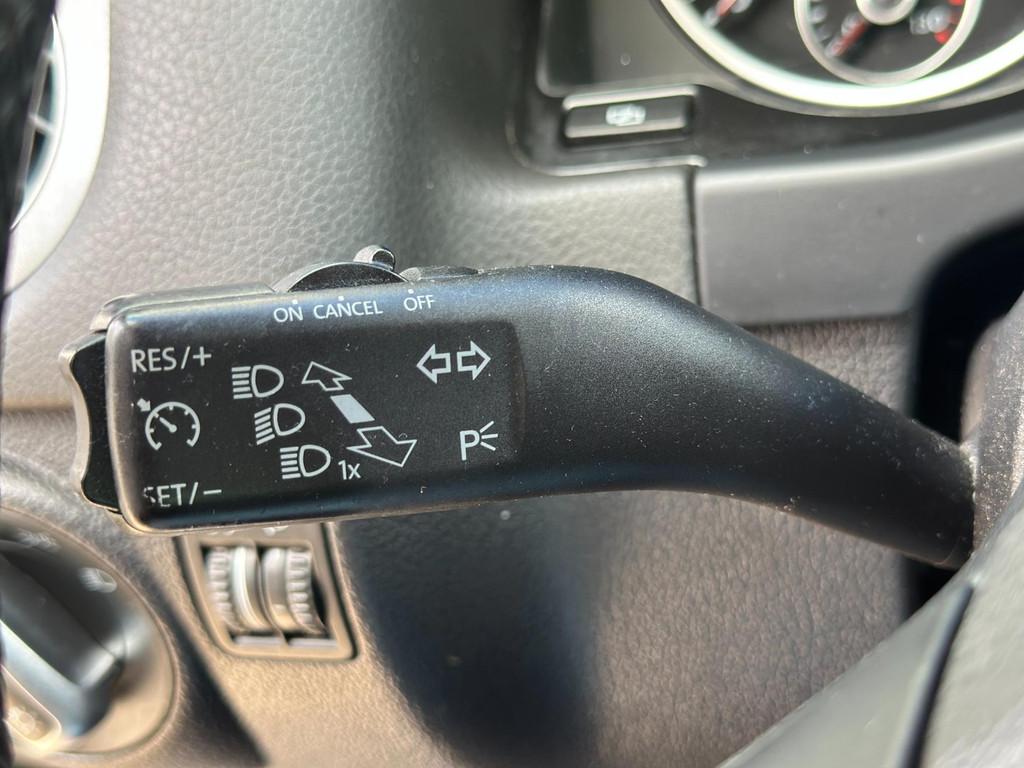 ON CANCEL OFF
RES/+
1x
P
SET/−